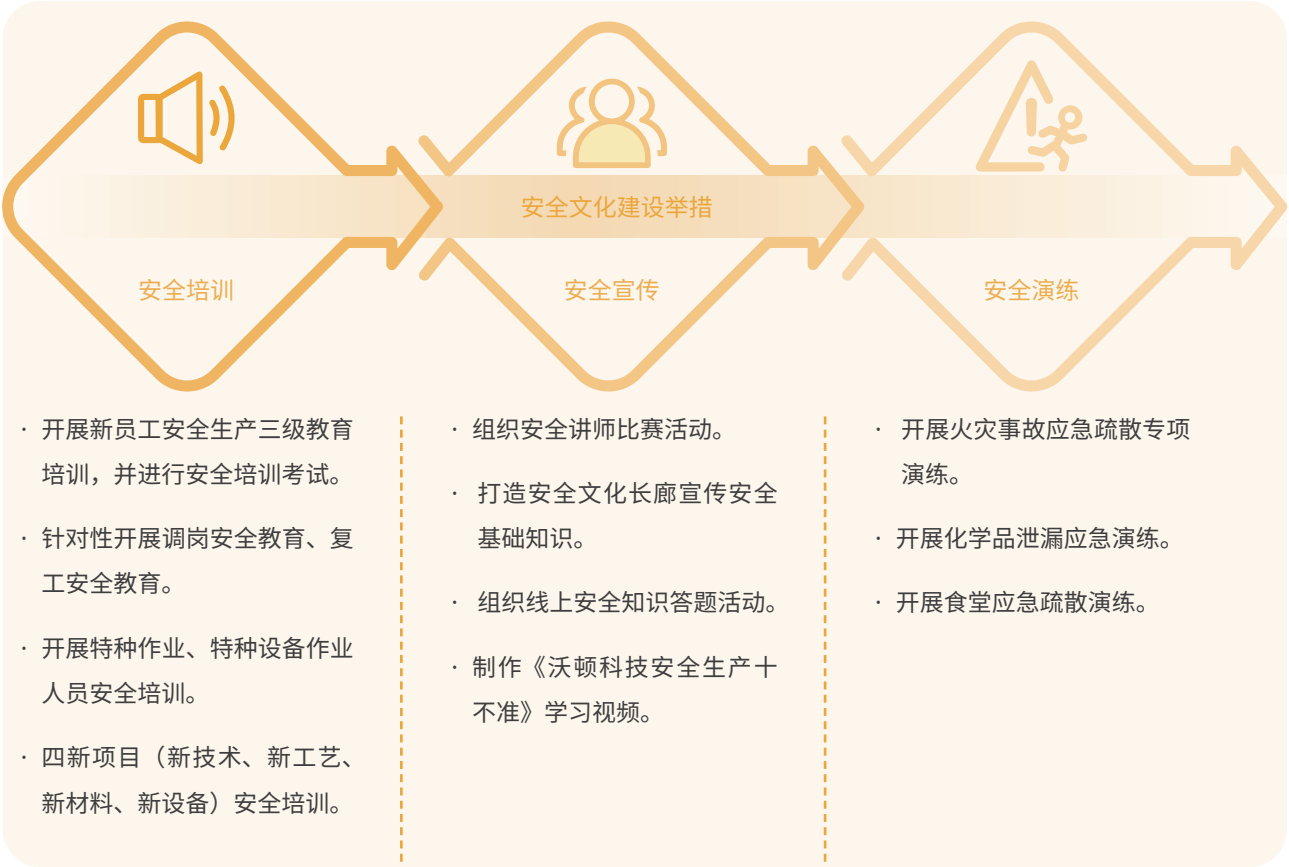 安全文化建设举措
安全培训
· 开展新员工安全生产三级教育
培训，并进行安全培训考试。
· 针对性开展调岗安全教育、复
工安全教育。
· 开展特种作业、特种设备作业
人员安全培训。
· 四新项目（新技术、新工艺、
新材料、新设备）安全培训。
安全宣传
· 组织安全讲师比赛活动。
· 打造安全文化长廊宣传安全
基础知识。
· 组织线上安全知识答题活动。
· 制作《沃顿科技安全生产十
不准》学习视频。
安全演练
· 开展火灾事故应急疏散专项
演练。
· 开展化学品泄漏应急演练。
· 开展食堂应急疏散演练。